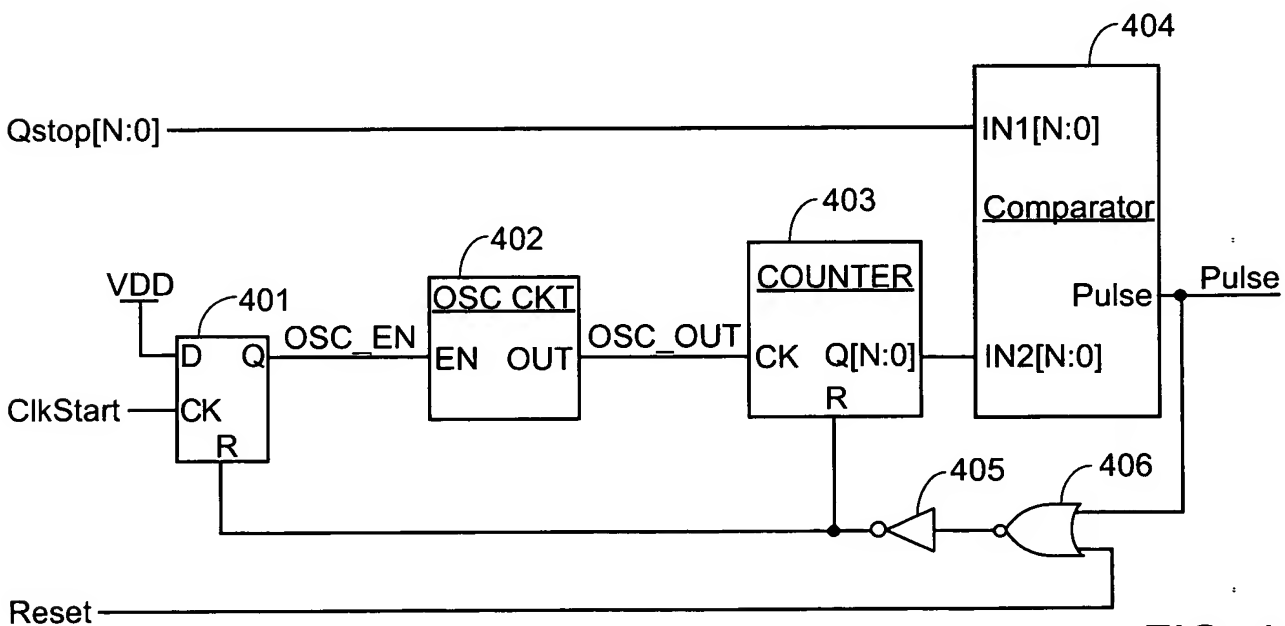 404
Qstop[N:0]
IN1[N:0]
403
Comparator
402
COUNTER
VDD
401
OSC CKT
Pulse
Pulse
OSC_EN
OSC_OUT
D
Q
EN
OUT
CK
Q[N:0]
IN2[N:0]
ClkStart
CK
R
R
405
406
Reset